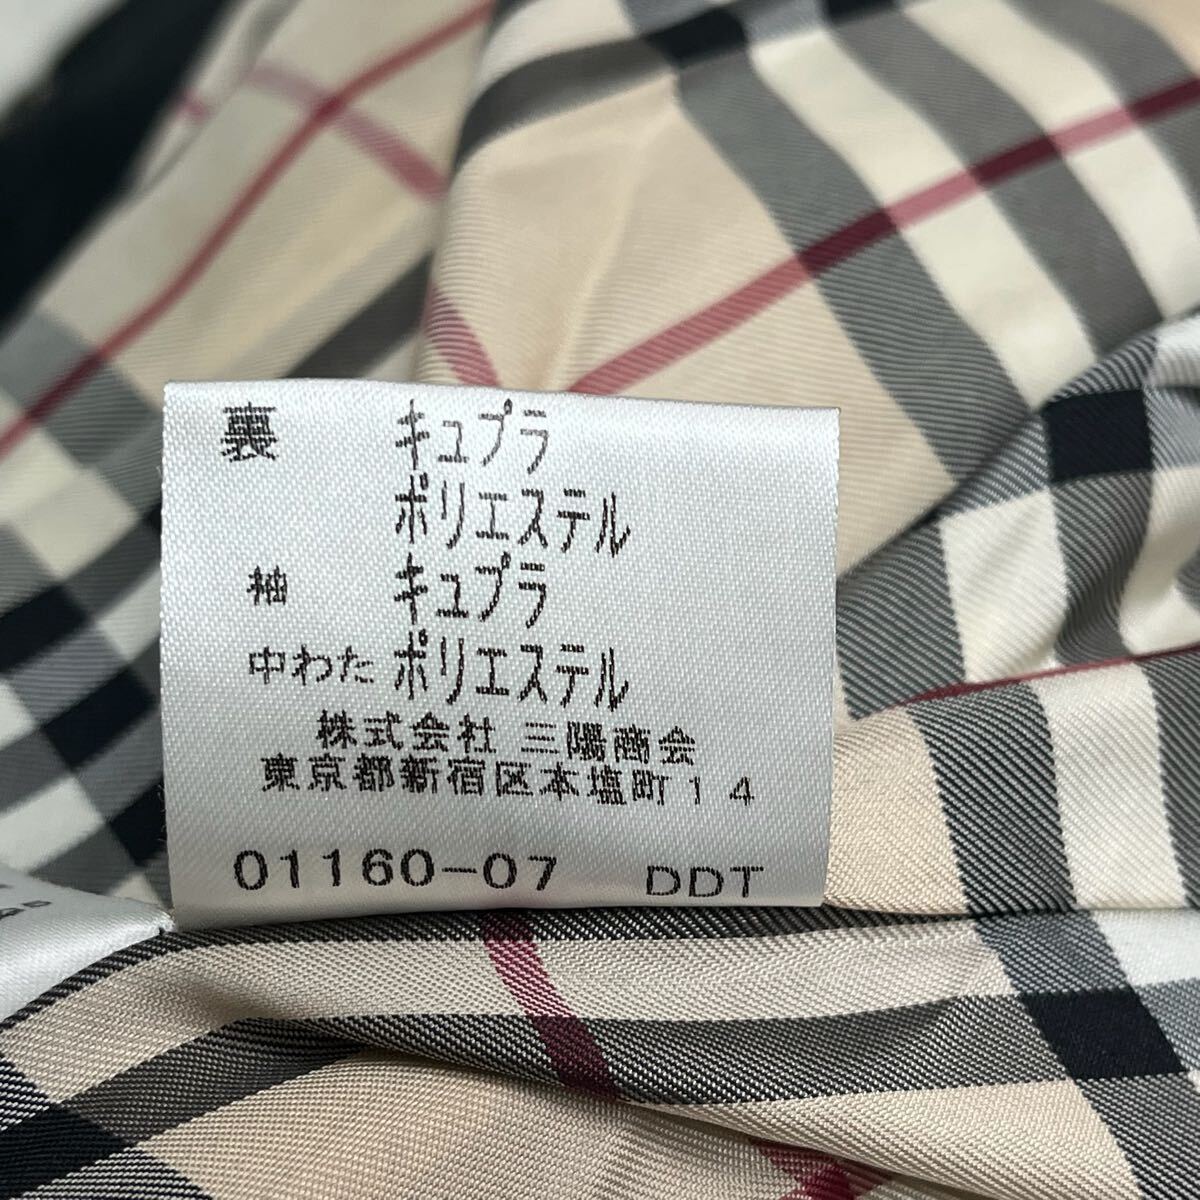 裏 キュプラ
ポリエステル
袖 キュプラ
中わた ポリエステル
株式会社 三陽商会
東京都新宿区本塩町14
01160-07 DDT